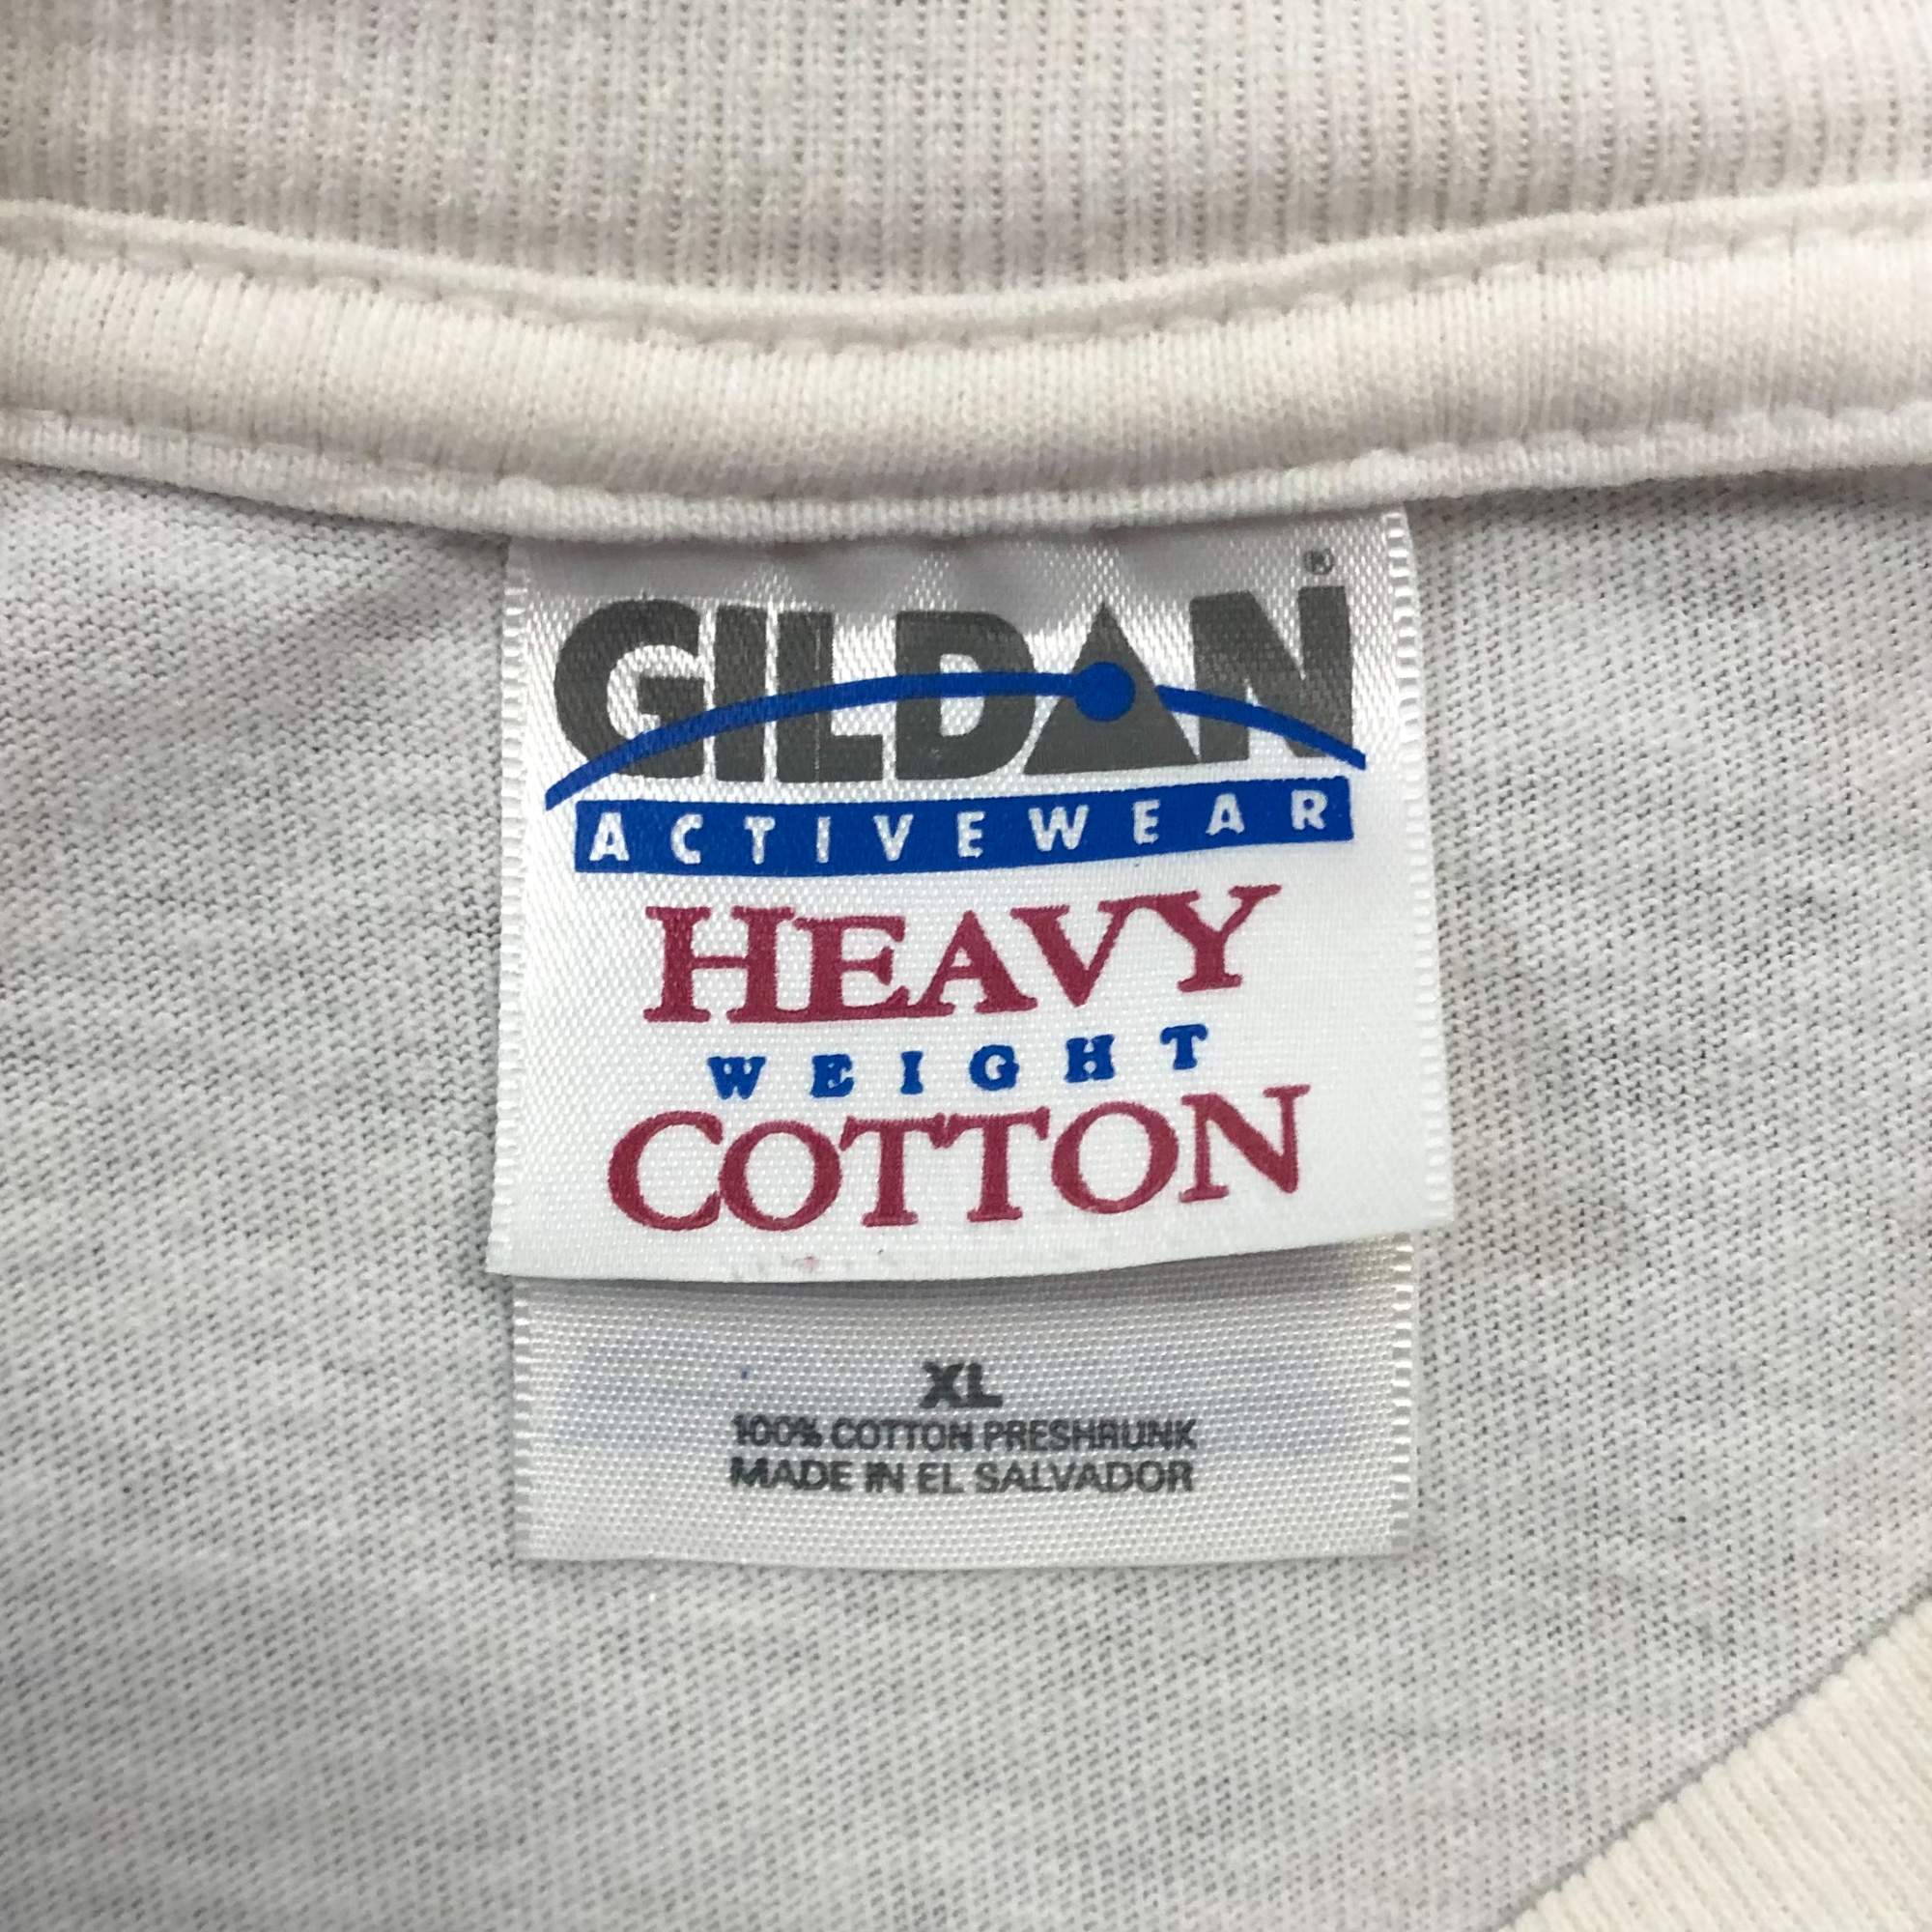 GILDAN®
ACTIVEWEAR
HEAVY
WEIGHT
COTTON
XL
100% COTTON PRESHRUNK
MADE IN EL SALVADOR